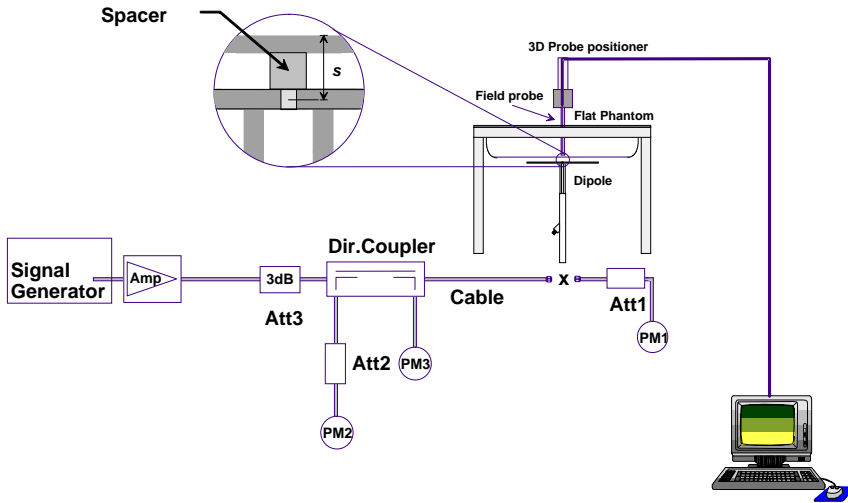 Spacer
s
3D Probe positioner
Field probe
Flat Phantom
Dipole
Signal
Generator
Amp
3dB
Att3
Dir.Coupler
Cable
x
Att1
PM1
Att2
PM3
PM2